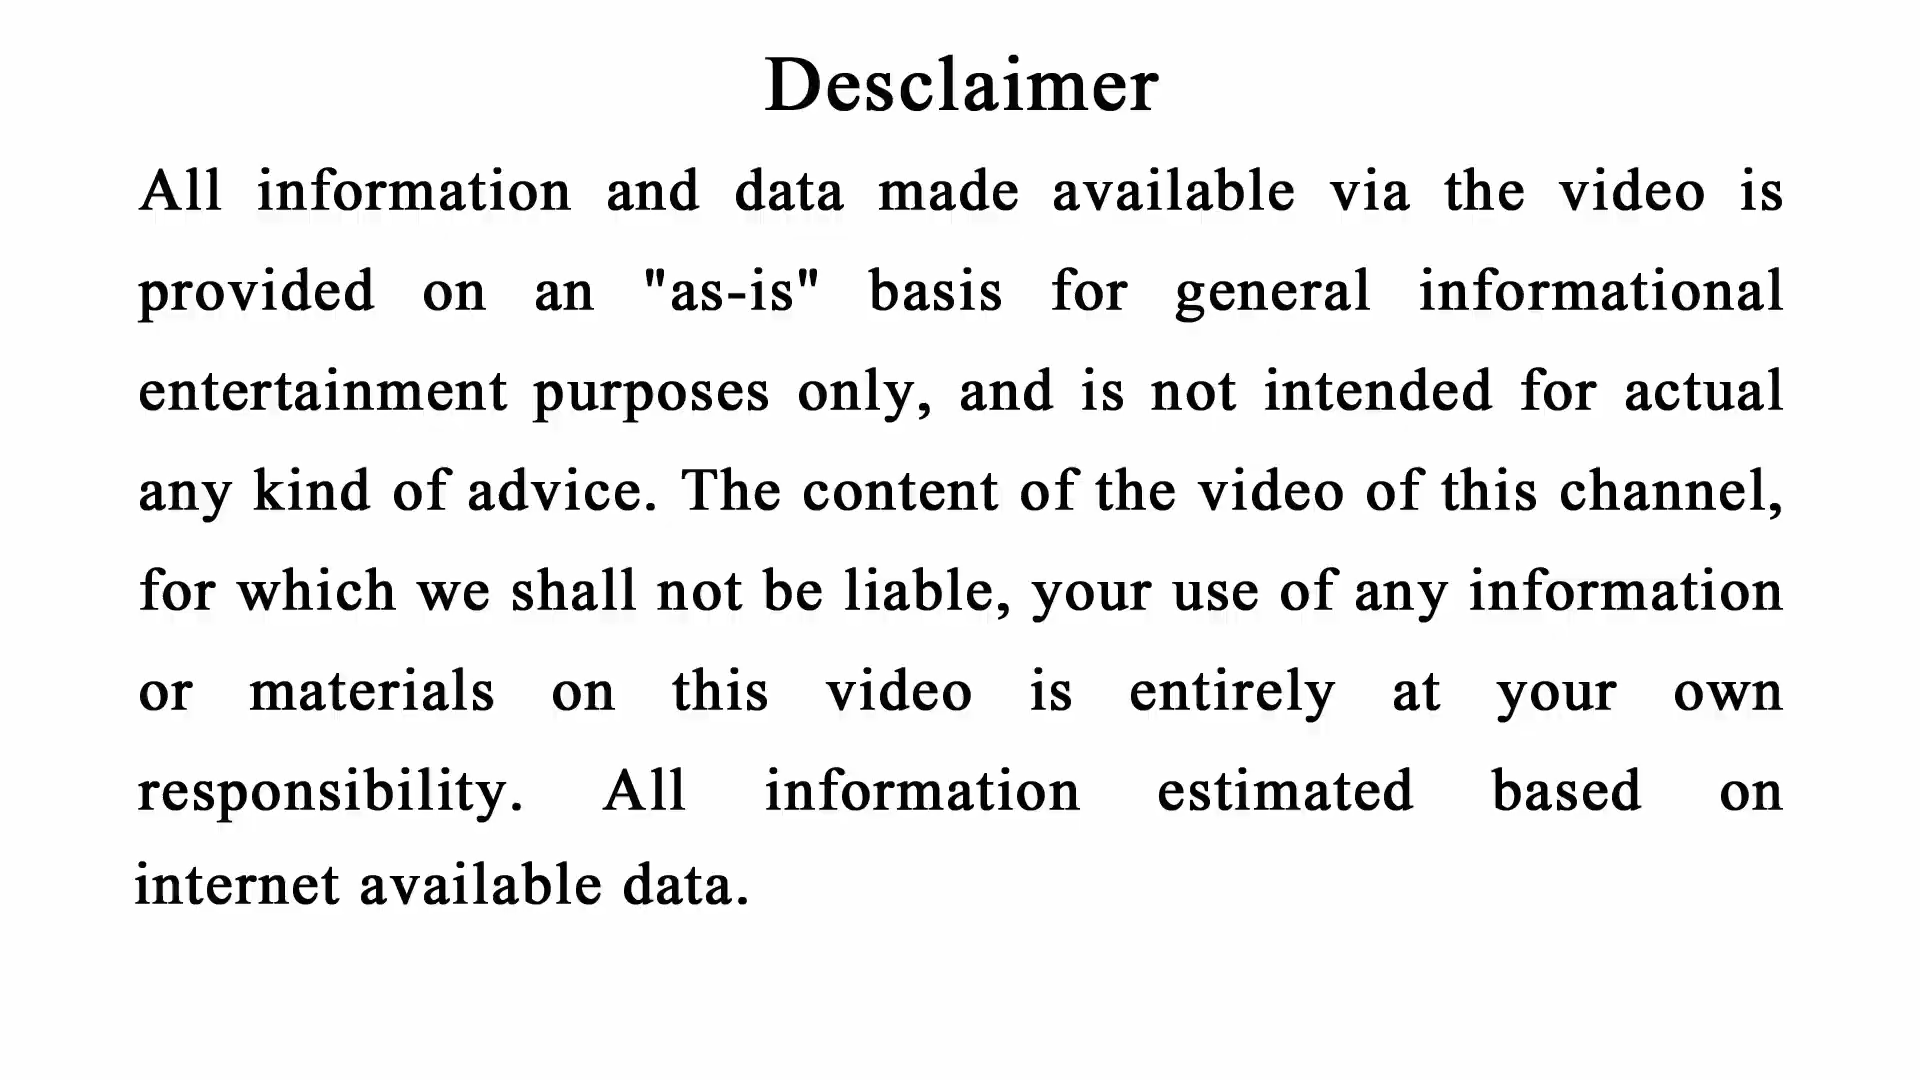 Desclaimer
All information and data made available via the video is
provided on an "as-is" basis for general informational
entertainment purposes only, and is not intended for actual
any kind of advice. The content of the video of this channel,
for which we shall not be liable, your use of any information
or materials on this video is entirely at your own
responsibility. All information estimated based on
internet available data.